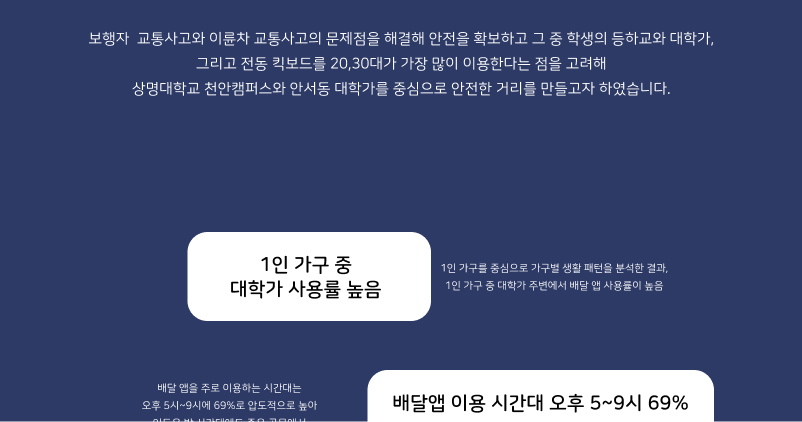 보행자 교통사고와 이륜차 교통사고의 문제점을 해결해 안전을 확보하고 그 중 학생의 등하교와 대학가,
그리고 전동 킥보드를 20,30대가 가장 많이 이용한다는 점을 고려해
상명대학교 천안캠퍼스와 안서동 대학가를 중심으로 안전한 거리를 만들고자 하였습니다.
1인 가구 중
대학가 사용률 높음
1인 가구를 중심으로 가구별 생활 패턴을 분석한 결과,
1인 가구 중 대학가 주변에서 배달 앱 사용률이 높음
배달 앱을 주로 이용하는 시간대는
오후 5시~9시에 69%로 압도적으로 높아
배달앱 이용 시간대 오후 5~9시 69%